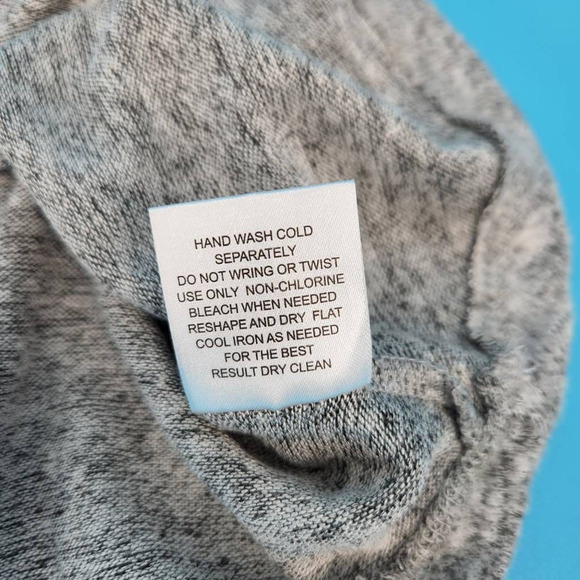 HAND WASH COLD
SEPARATELY
DO NOT WRING OR TWIST
USE ONLY NON-CHLORINE
BLEACH WHEN NEEDED
RESHAPE AND DRY FLAT
COOL IRON AS NEEDED
FOR THE BEST
RESULT DRY CLEAN